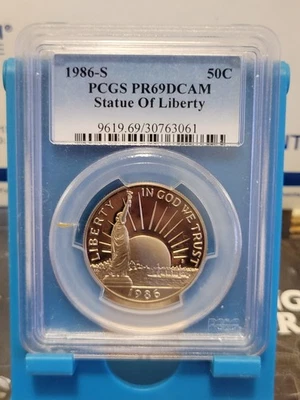 1986-S 50C
PCGS PR69DCAM
Statue Of Liberty
9619.69/30763061
LIBERTY
IN GOD WE TRUST
1986
PCGS